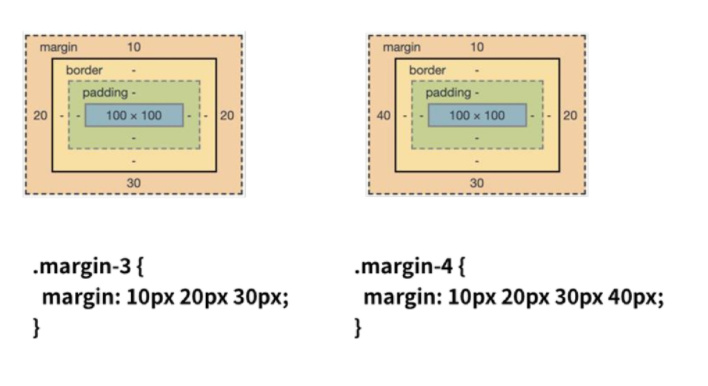 margin 10
border -
padding -
20 - - 100 × 100 - - 20
-
-
30
margin 10
border -
padding -
40 - - 100 × 100 - - 20
-
-
30
.margin-3 {
margin: 10px 20px 30px;
}
.margin-4 {
margin: 10px 20px 30px 40px;
}